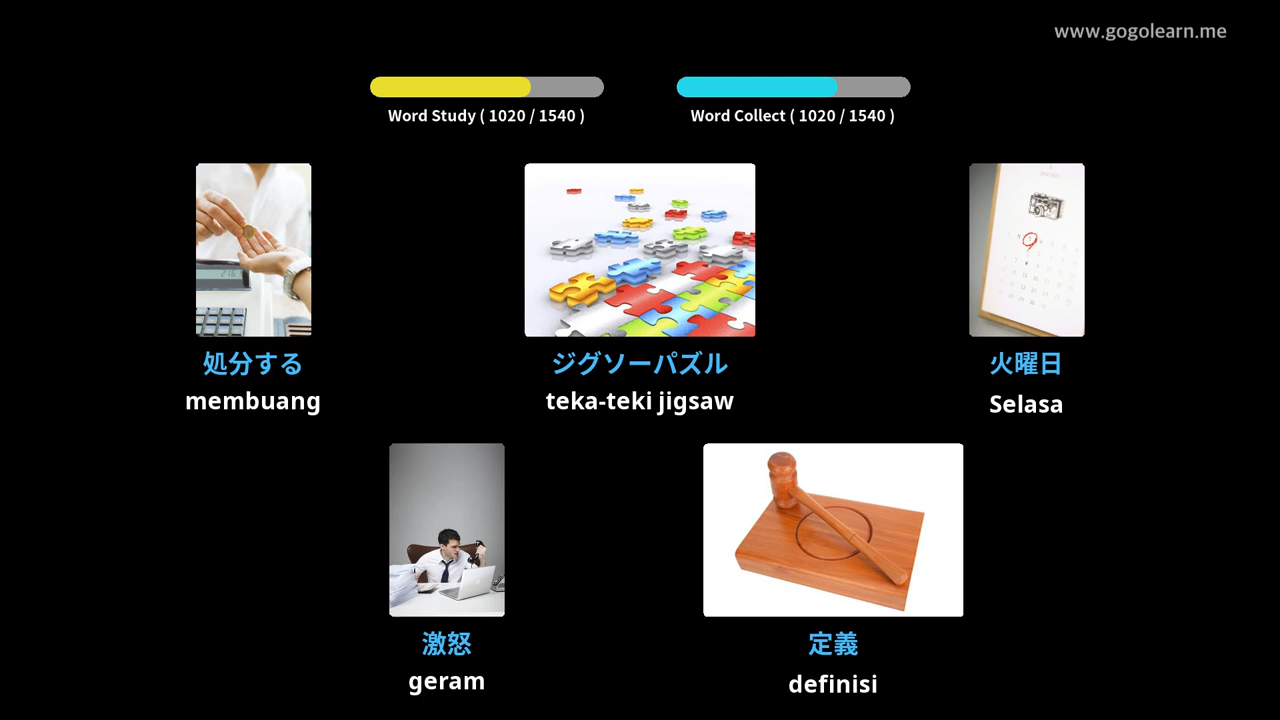 www.gogolearn.me
Word Study ( 1020 / 1540 )
Word Collect ( 1020 / 1540 )
処分する
membuang
ジグソーパズル
teka-teki jigsaw
火曜日
Selasa
激怒
geram
定義
definisi